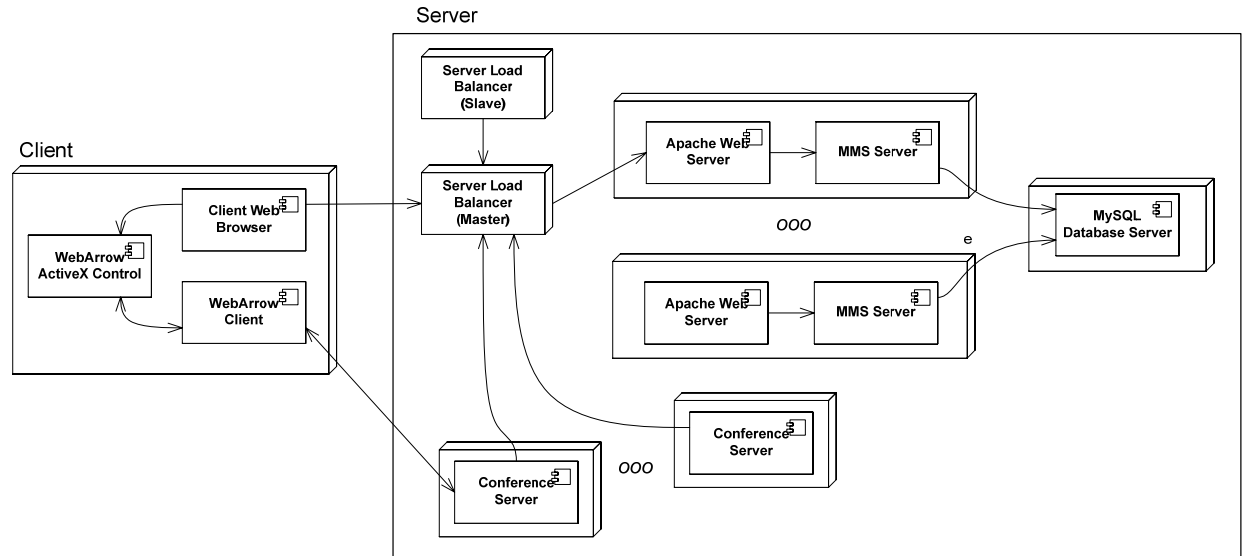 Server
Server Load
Balancer
(Slave)
Client
Client Web
Browser
WebArrow
ActiveX Control
WebArrow
Client
Server Load
Balancer
(Master)
Apache Web
Server
MMS Server
ooo
e
Apache Web
Server
MMS Server
MySQL
Database Server
Conference
Server
ooo
Conference
Server